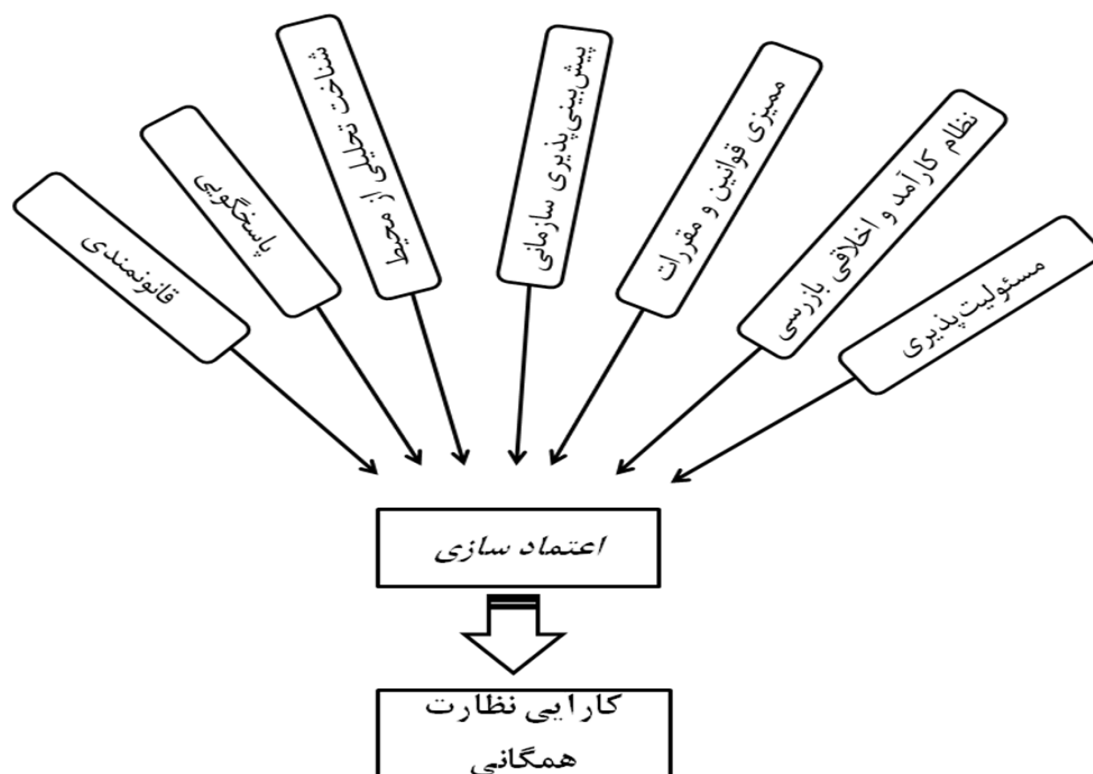 مسئولیت‌پذیری
نظام کارآمد و اخلاقی بازرسی
ممیزی قوانین و مقررات
پیش‌بینی‌پذیری سازمانی
شناخت تحلیلی از محیط
پاسخگویی
قانونمندی
اعتماد سازی
کارایی نظارت
همگانی